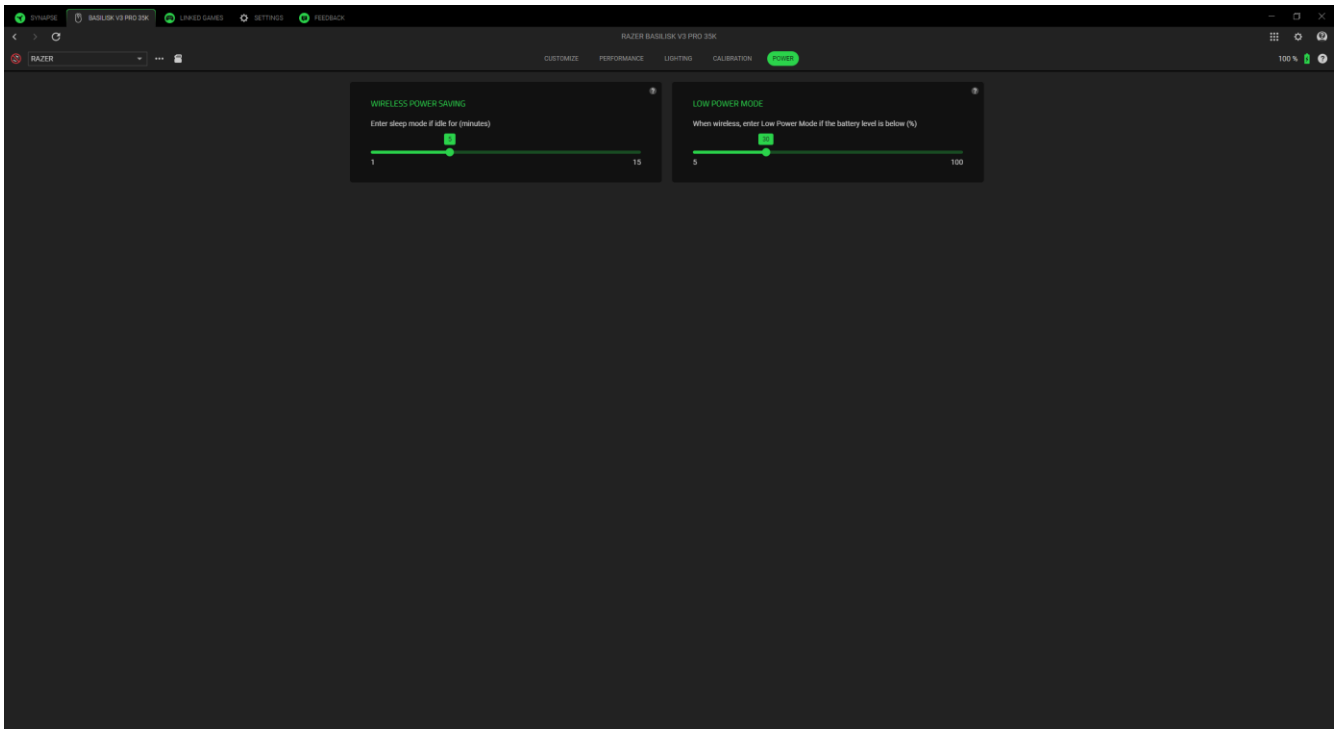 SYNAPSE
BASILISK V3 PRO 35K
LINKED GAMES
SETTINGS
FEEDBACK
RAZER BASILISK V3 PRO 35K
RAZER
CUSTOMIZE
PERFORMANCE
LIGHTING
CALIBRATION
POWER
100 %
WIRELESS POWER SAVING
Enter sleep mode if idle for (minutes)
5
1
15
LOW POWER MODE
When wireless, enter Low Power Mode if the battery level is below (%)
30
5
100